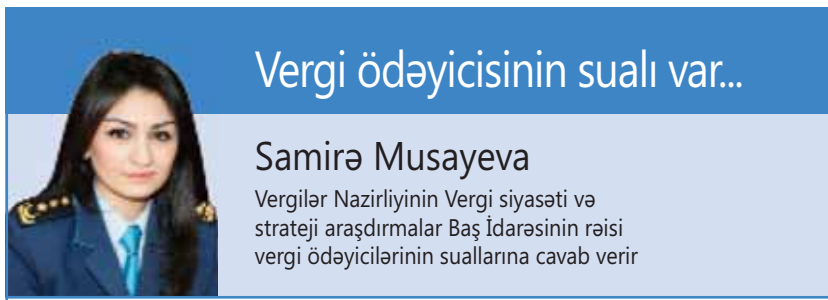 Vergi ödəyicisinin sualı var...
Samirə Musayeva
Vergilər Nazirliyinin Vergi siyasəti və
strateji araşdırmalar Baş İdarəsinin rəisi
vergi ödəyicilərinin suallarına cavab verir